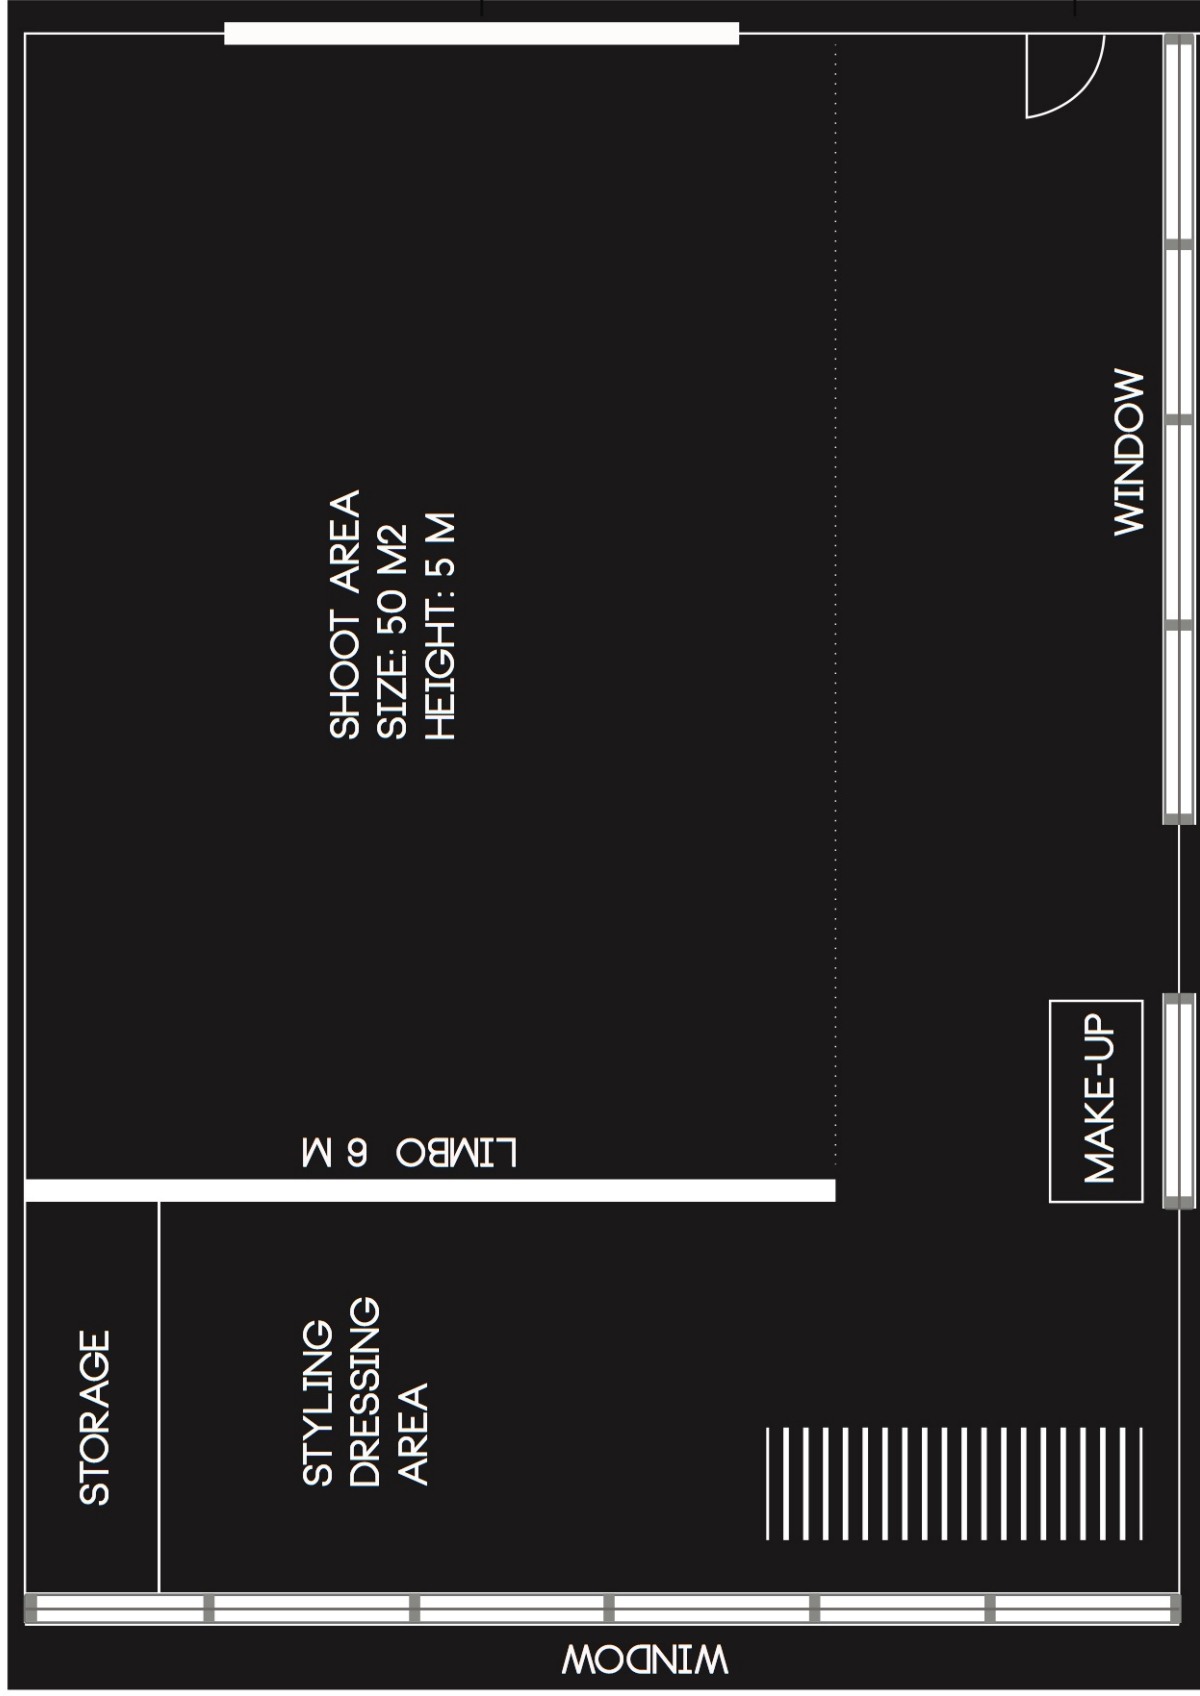 SHOOT AREA
SIZE: 50 M2
HEIGHT: 5 M
WINDOW
LIMBO 6 M
MAKE-UP
STORAGE
STYLING
DRESSING
AREA
WINDOW